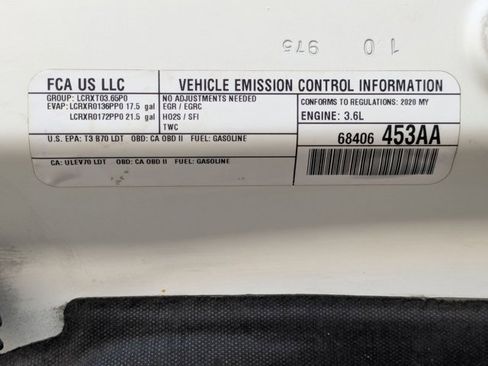 1 0 975
FCA US LLC
VEHICLE EMISSION CONTROL INFORMATION
GROUP: LCRXT03.65P0
EVAP: LCRXR0136PP0 17.5 gal
LCRXR0172PP0 21.5 gal
NO ADJUSTMENTS NEEDED
EGR / EGRC
HO2S / SFI
TWC
CONFORMS TO REGULATIONS: 2020 MY
ENGINE: 3.6L
U.S. EPA: T3 B70 LDT OBD: CA OBD II FUEL: GASOLINE
CA: ULEV70 LDT OBD: CA OBD II FUEL: GASOLINE
68406 453AA